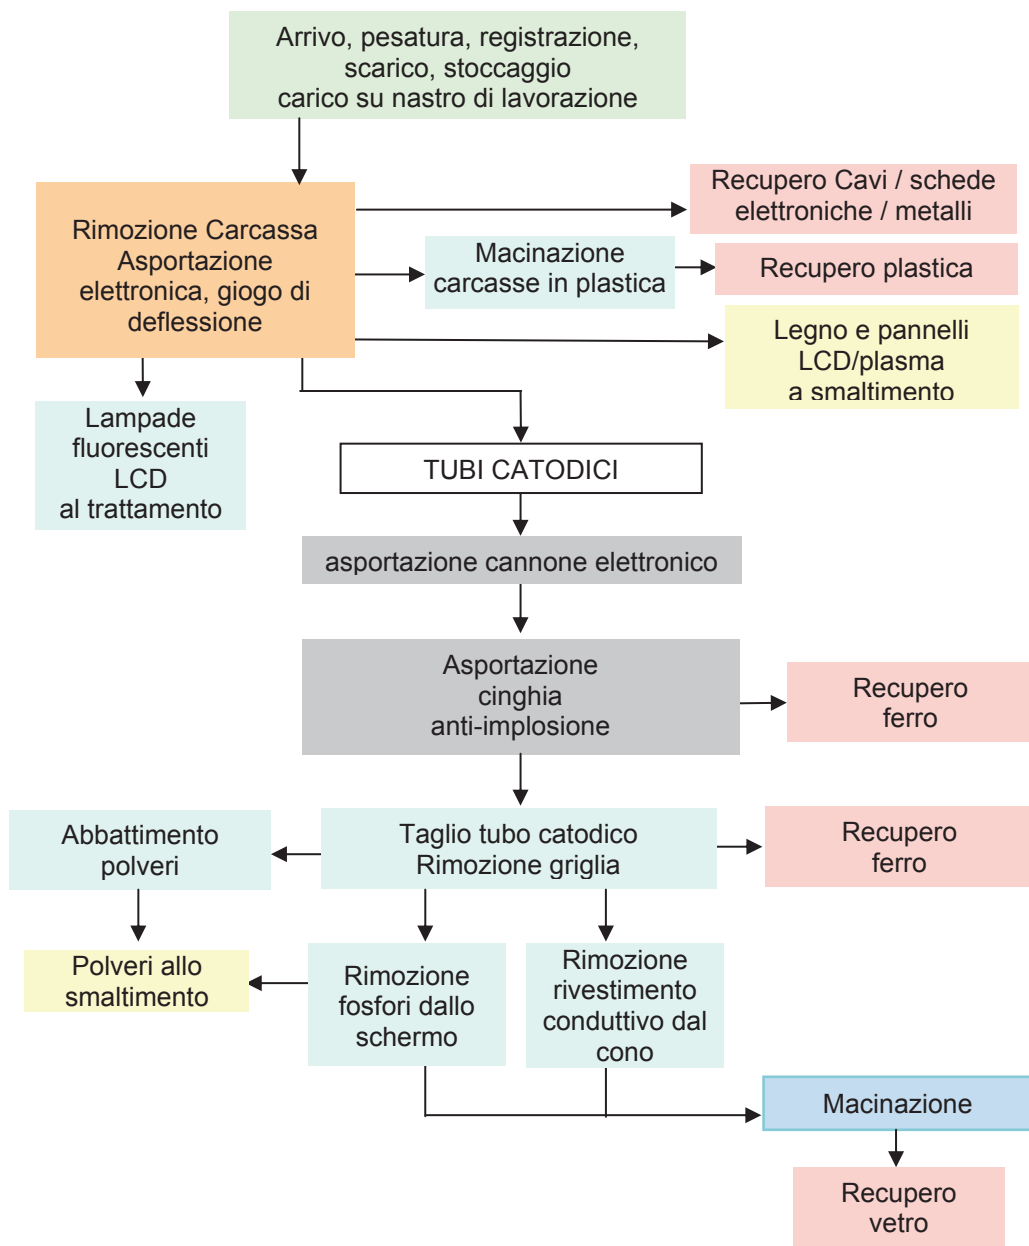 Arrivo, pesatura, registrazione,
scarico, stoccaggio
carico su nastro di lavorazione
Rimozione Carcassa
Asportazione
elettronica, giogo di
deflessione
Recupero Cavi / schede
elettroniche / metalli
Macinazione
carcasse in plastica
Recupero plastica
Legno e pannelli
LCD/plasma
a smaltimento
Lampade
fluorescenti
LCD
al trattamento
TUBI CATODICI
asportazione cannone elettronico
Asportazione
cinghia
anti-implosione
Recupero
ferro
Abbattimento
polveri
Taglio tubo catodico
Rimozione griglia
Recupero
ferro
Polveri allo
smaltimento
Rimozione
fosfori dallo
schermo
Rimozione
rivestimento
conduttivo dal
cono
Macinazione
Recupero
vetro